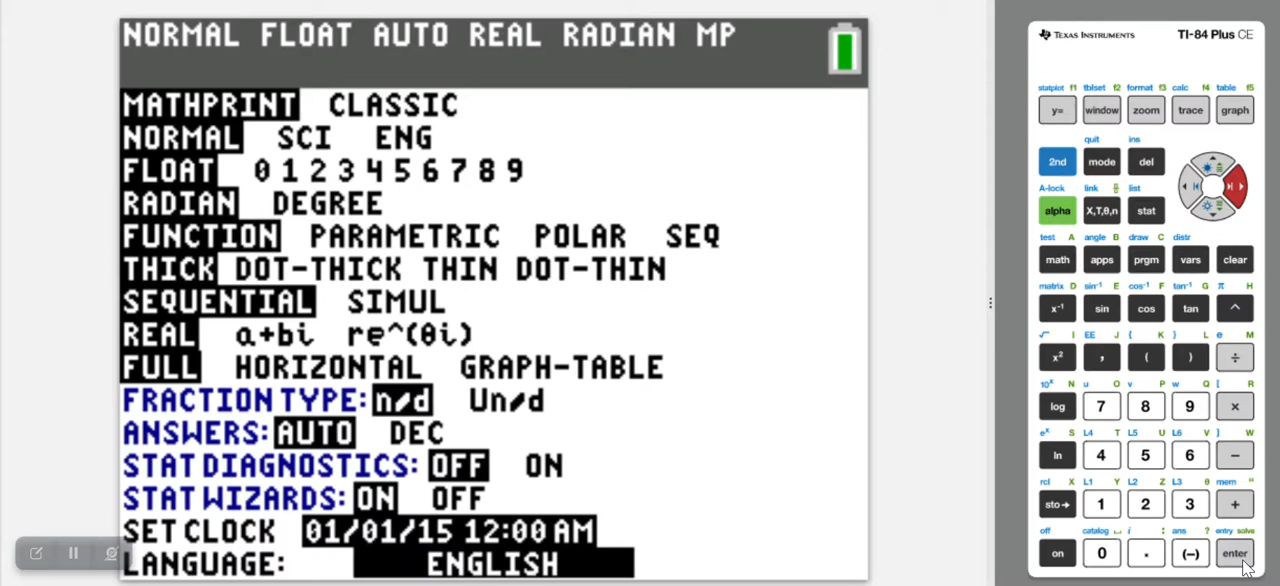 NORMAL FLOAT AUTO REAL RADIAN MP
MATHPRINT CLASSIC
NORMAL SCI ENG
FLOAT 0 1 2 3 4 5 6 7 8 9
RADIAN DEGREE
FUNCTION PARAMETRIC POLAR SEQ
THICK DOT-THICK THIN DOT-THIN
SEQUENTIAL SIMUL
REAL a+bi re^(θi)
FULL HORIZONTAL GRAPH-TABLE
FRACTION TYPE: n/d Un/d
ANSWERS: AUTO DEC
STAT DIAGNOSTICS: OFF ON
STAT WIZARDS: ON OFF
SET CLOCK 01/01/15 12:00 AM
LANGUAGE: ENGLISH
TEXAS INSTRUMENTS TI-84 Plus CE
statplot f1 tblset f2 format f3 calc f4 table f5
y= window zoom trace graph
quit ins
2nd mode del
A-lock link list
alpha X,T,θ,n stat
test A angle B draw C distr
math apps prgm vars clear
matrix D sin⁻¹ E cos⁻¹ F tan⁻¹ G π H
x⁻¹ sin cos tan ^
√ I EE J { K } L e M
x² , ( ) ÷
10ˣ N u O v P w Q [ R
log 7 8 9 ×
eˣ S L4 T L5 U L6 V ] W
ln 4 5 6 −
rcl X L1 Y L2 Z L3 θ mem "
sto→ 1 2 3 +
off catalog i : ans ? entry solve
on 0 . (−) enter